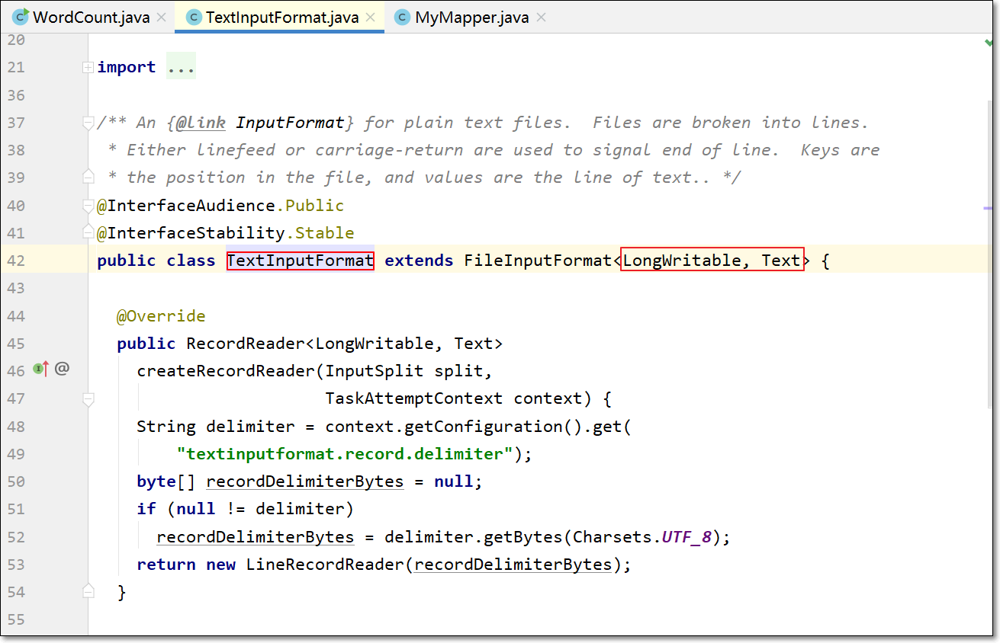 WordCount.java TextInputFormat.java MyMapper.java
20
21 import ...
36
37 /** An {@link InputFormat} for plain text files.  Files are broken into lines.
38  * Either linefeed or carriage-return are used to signal end of line.  Keys are
39  * the position in the file, and values are the line of text.. */
40 @InterfaceAudience.Public
41 @InterfaceStability.Stable
42 public class TextInputFormat extends FileInputFormat<LongWritable, Text> {
43
44   @Override
45   public RecordReader<LongWritable, Text>
46     createRecordReader(InputSplit split,
47                        TaskAttemptContext context) {
48     String delimiter = context.getConfiguration().get(
49         "textinputformat.record.delimiter");
50     byte[] recordDelimiterBytes = null;
51     if (null != delimiter)
52       recordDelimiterBytes = delimiter.getBytes(Charsets.UTF_8);
53     return new LineRecordReader(recordDelimiterBytes);
54   }
55